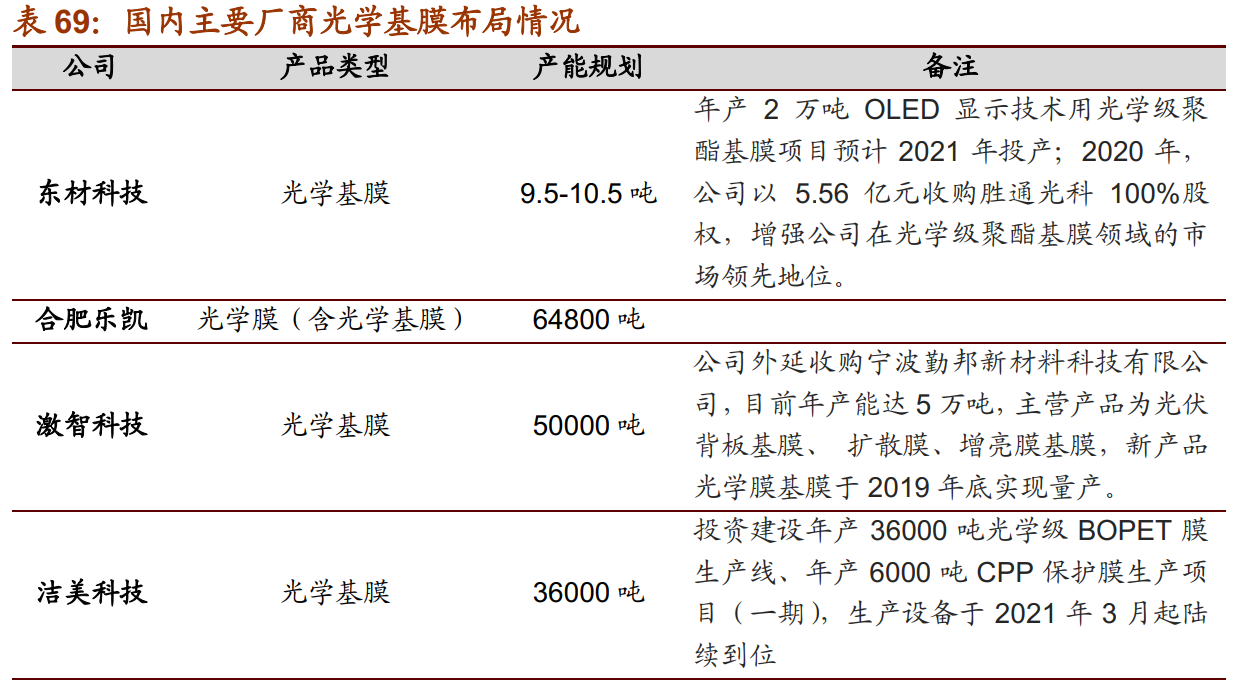 表 69：国内主要厂商光学基膜布局情况
公司 产品类型 产能规划 备注
东材科技 光学基膜 9.5-10.5 吨
年产 2 万吨 OLED 显示技术用光学级聚
酯基膜项目预计 2021 年投产；2020 年，
公司以 5.56 亿元收购胜通光科 100%股
权，增强公司在光学级聚酯基膜领域的市
场领先地位。
合肥乐凯 光学膜（含光学基膜） 64800 吨
激智科技 光学基膜 50000 吨
公司外延收购宁波勤邦新材料科技有限公
司，目前年产能达 5 万吨，主营产品为光伏
背板基膜、 扩散膜、增亮膜基膜，新产品
光学膜基膜于 2019 年底实现量产。
洁美科技 光学基膜 36000 吨
投资建设年产 36000 吨光学级 BOPET 膜
生产线、年产 6000 吨 CPP 保护膜生产项
目（一期），生产设备于 2021 年 3 月起陆
续到位